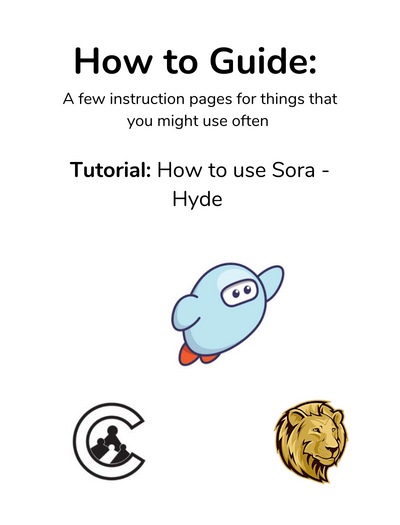 How to Guide:
A few instruction pages for things that
you might use often
Tutorial: How to use Sora -
Hyde